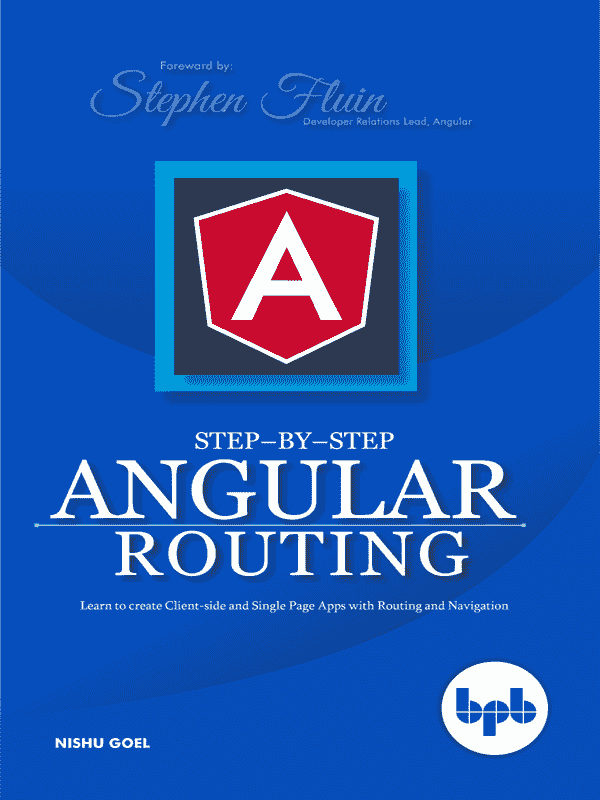 Foreward by:
Stephen Fluin
Developer Relations Lead, Angular
A
STEP–BY–STEP
ANGULAR
ROUTING
Learn to create Client-side and Single Page Apps with Routing and Navigation
bpb
NISHU GOEL